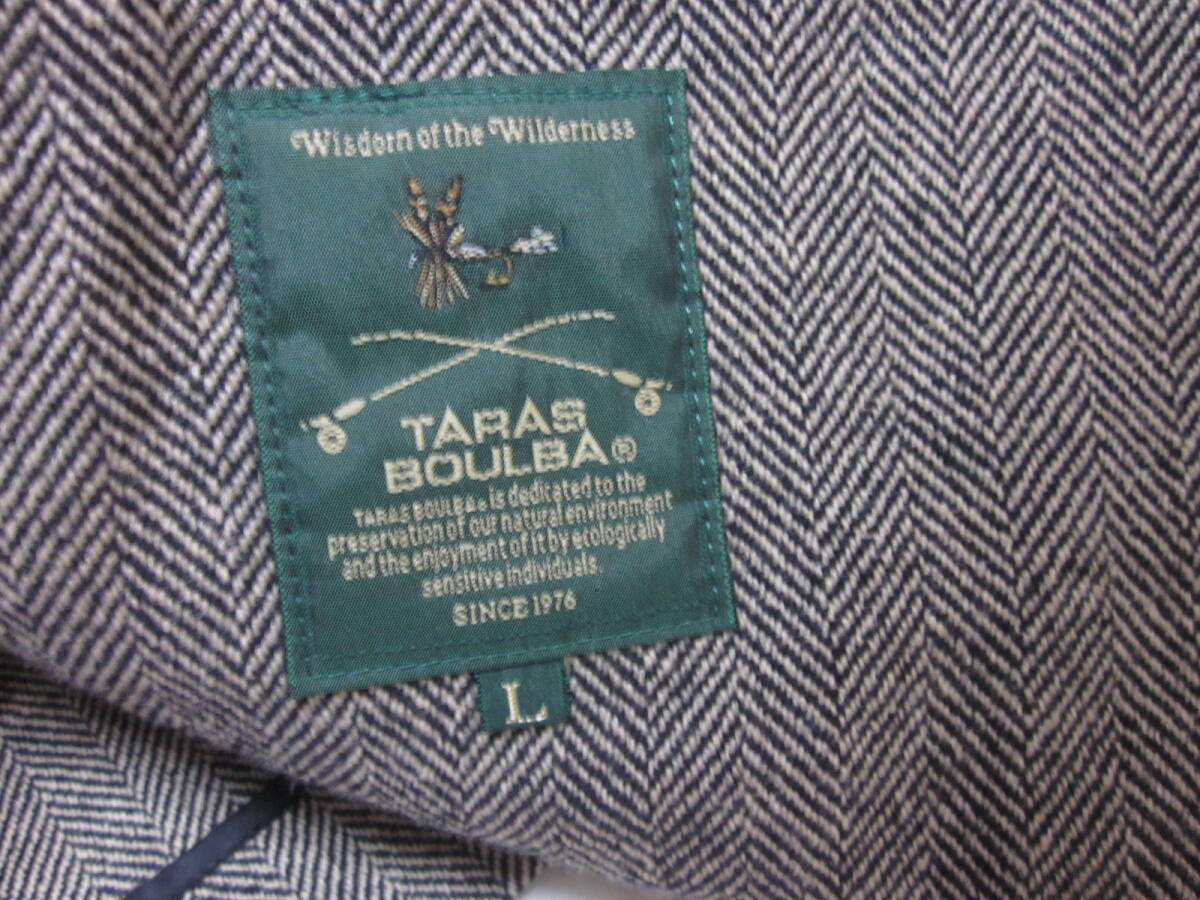 Wisdom of the Wilderness
TARAS
BOULBA®
TARAS BOULBA® is dedicated to the
preservation of our natural environment
and the enjoyment of it by ecologically
sensitive individuals.
SINCE 1976
L